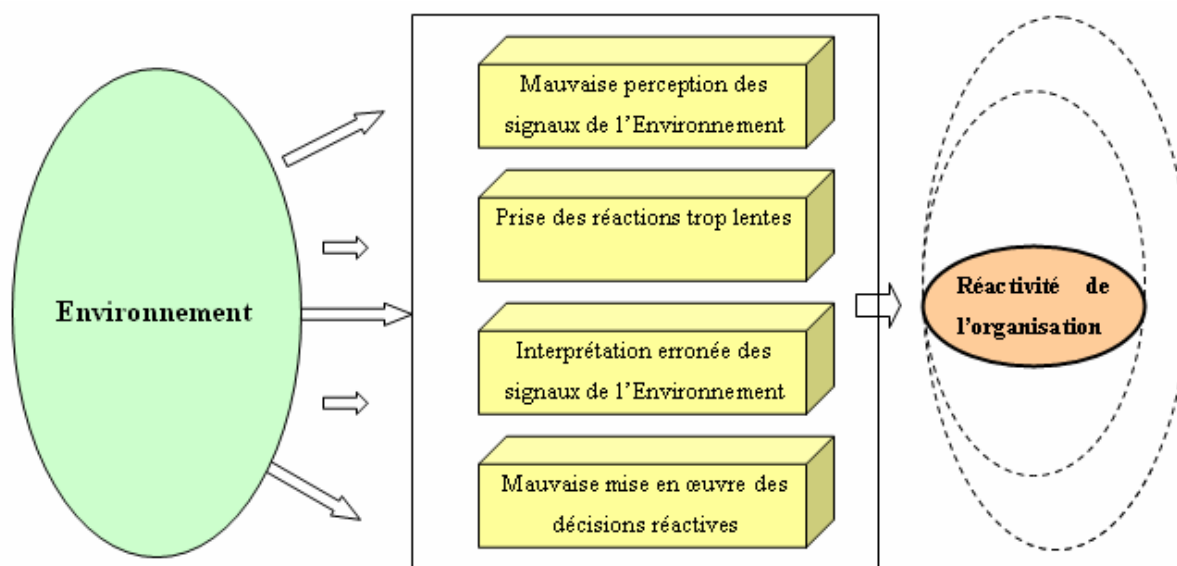 Mauvaise perception des
signaux de l'Environnement
Prise des réactions trop lentes
Environnement
Réactivité de
l'organisation
Interprétation erronée des
signaux de l'Environnement
Mauvaise mise en œuvre des
décisions réactives